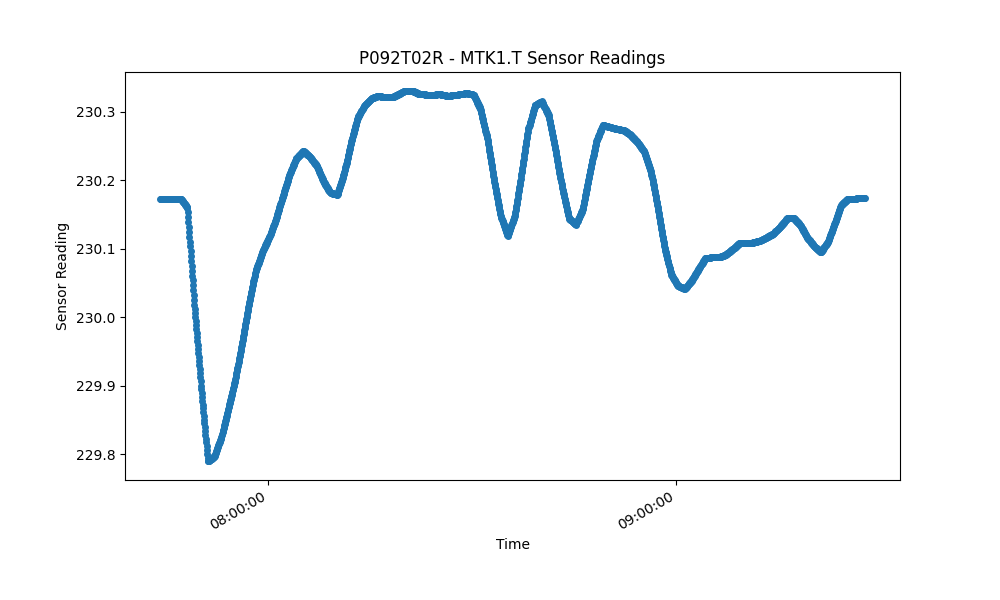 P092T02R - MTK1.T Sensor Readings
230.3
230.2
230.1
230.0
229.9
229.8
Sensor Reading
08:00:00
09:00:00
Time